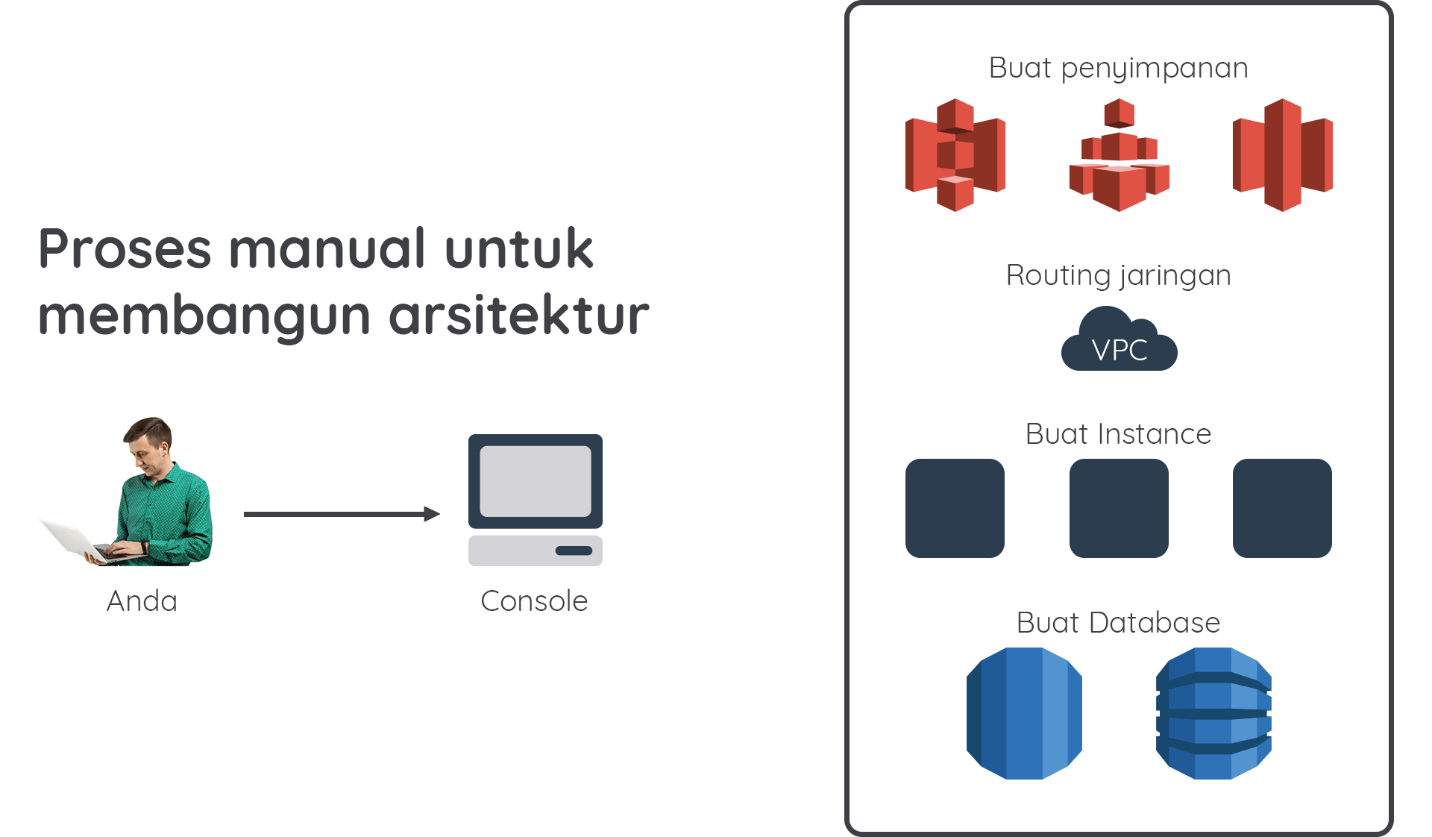 Proses manual untuk
membangun arsitektur
Anda
Console
Buat penyimpanan
Routing jaringan
VPC
Buat Instance
Buat Database